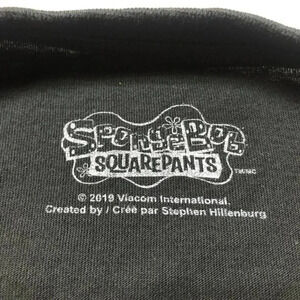 SpongeBob
SQUAREPANTS
TM/MC
© 2019 Viacom International.
Created by / Créé par Stephen Hillenburg